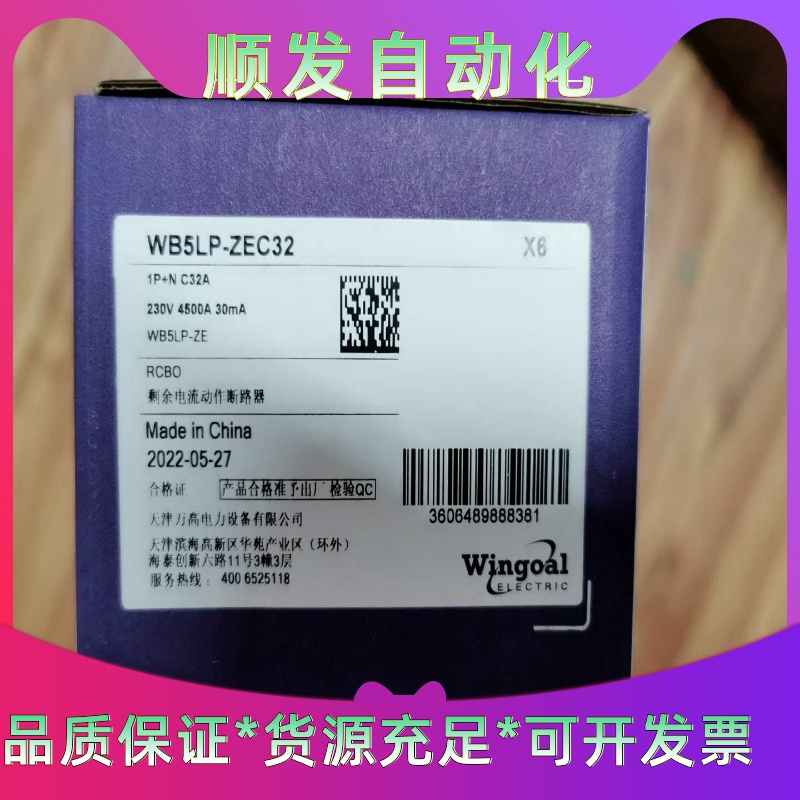 顺发自动化
WB5LP-ZEC32 X6
1P+N C32A
230V 4500A 30mA
WB5LP-ZE
RCBO
剩余电流动作断路器
Made in China
2022-05-27
合格证 产品合格准予出厂检验QC
3606489888381
天津万高电力设备有限公司
天津滨海高新区华苑产业区（环外）
海泰创新六路11号3幢3层
服务热线: 400 6525118
Wingoal
ELECTRIC
品质保证*货源充足*可开发票